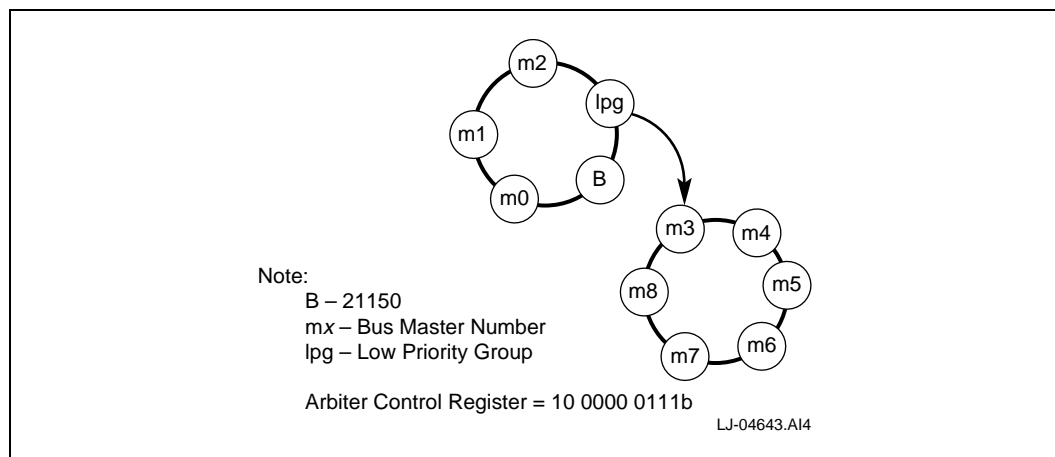 m2
lpg
m1
B
m0
m3
m4
m5
m8
m6
m7
Note:
B – 21150
mx – Bus Master Number
lpg – Low Priority Group
Arbiter Control Register = 10 0000 0111b
LJ-04643.AI4